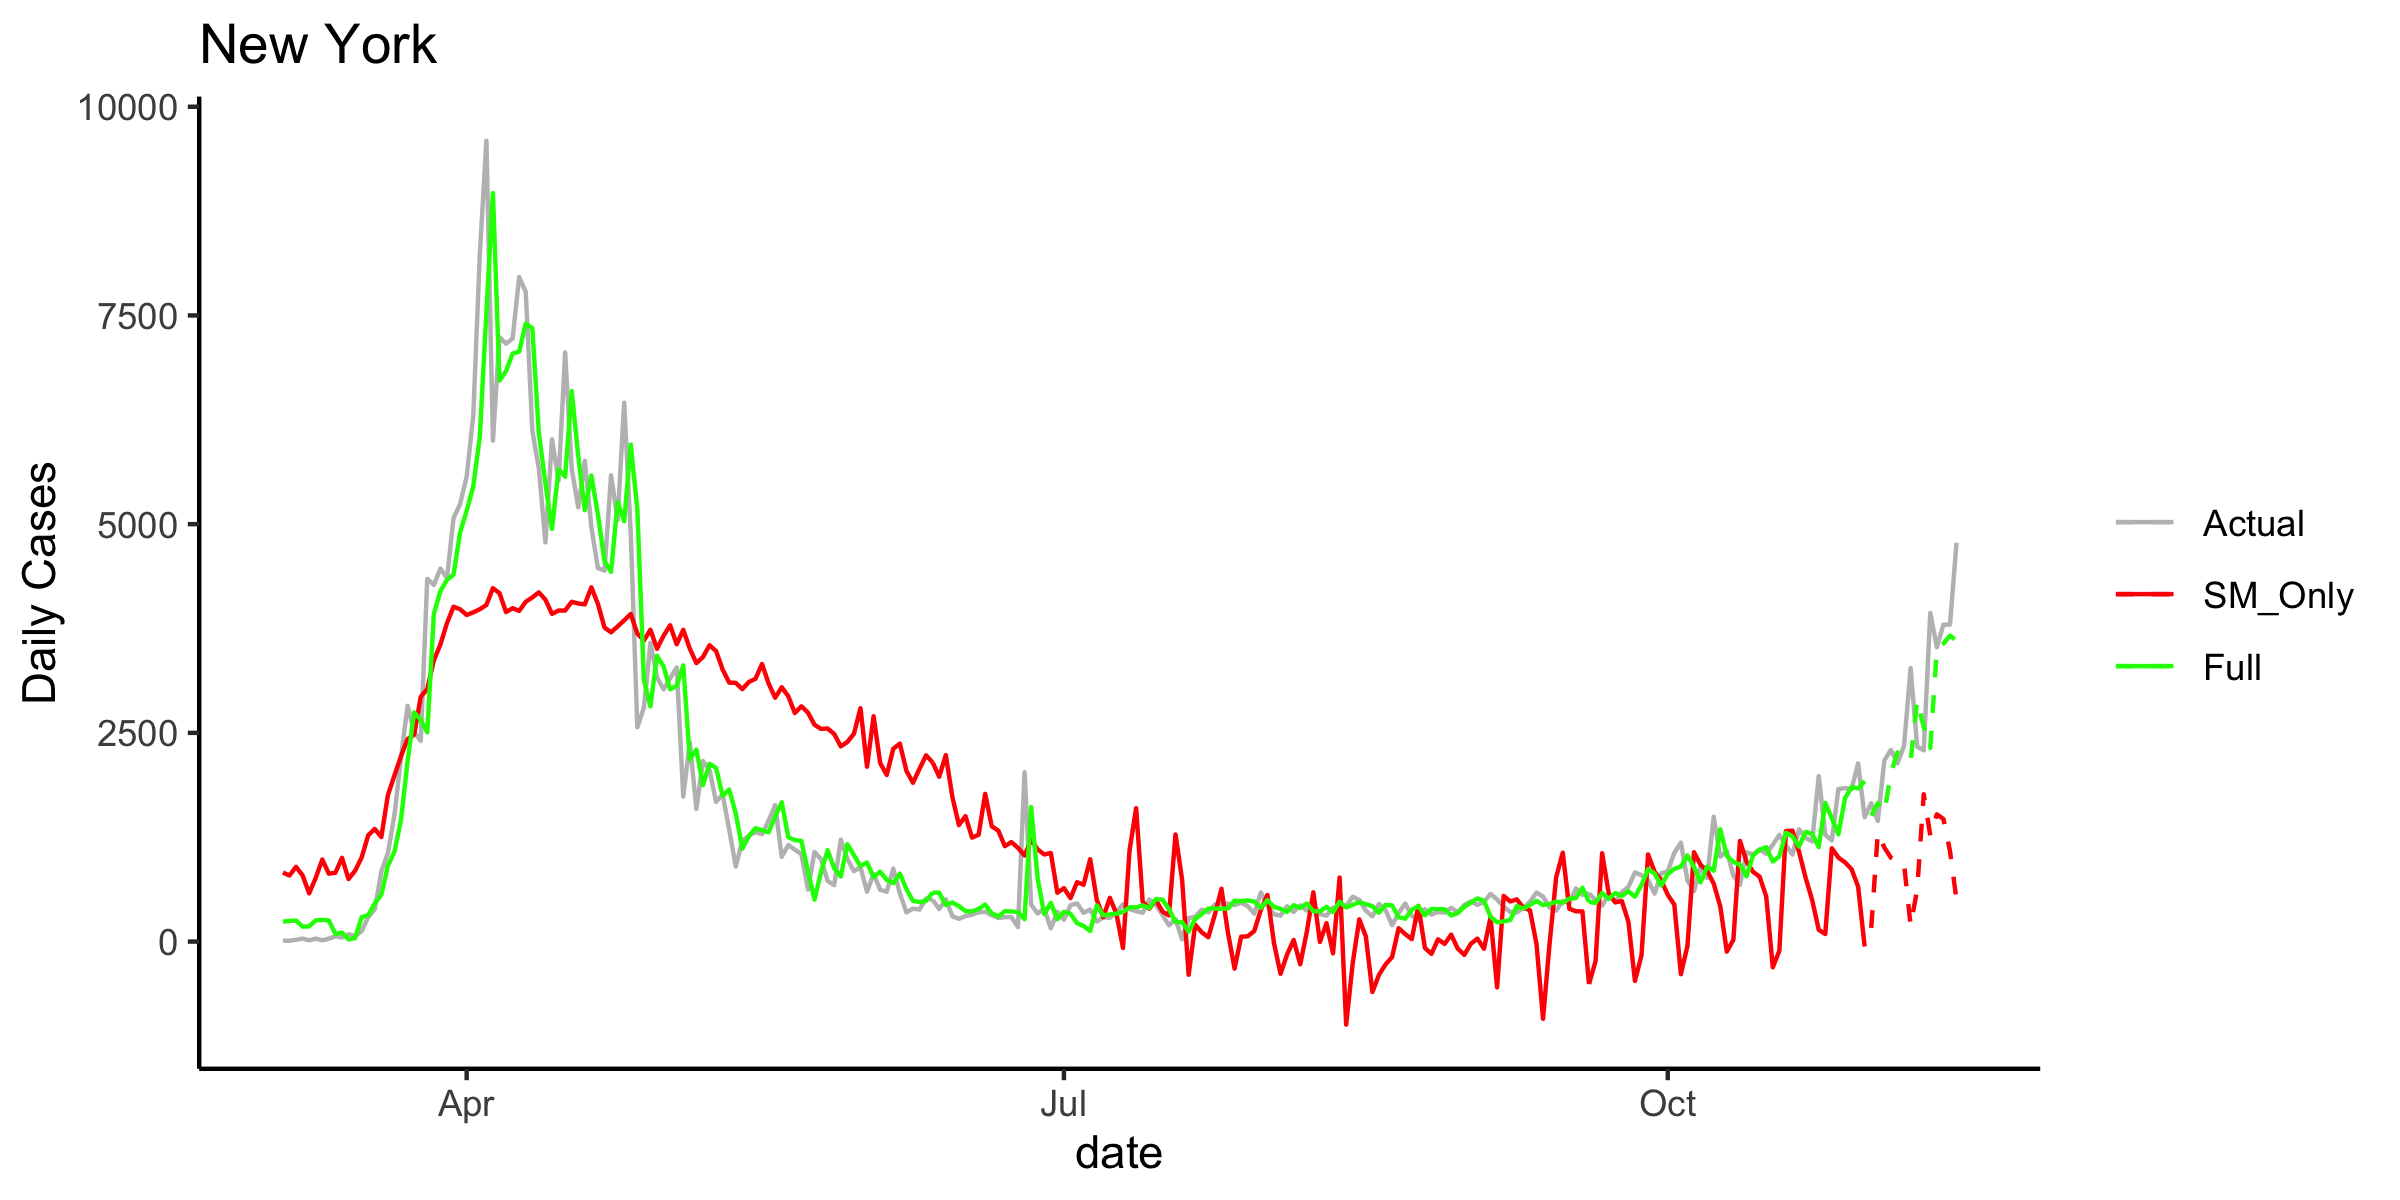 New York
10000
7500
5000
2500
0
Daily Cases
Apr
Jul
Oct
date
Actual
SM_Only
Full